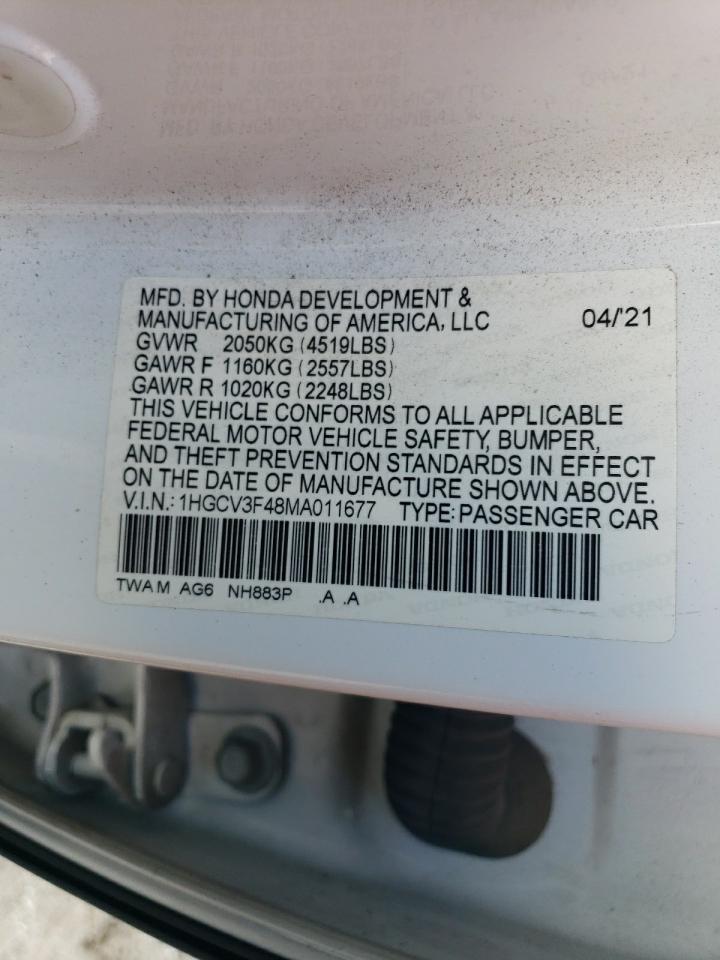 MFD. BY HONDA DEVELOPMENT &
MANUFACTURING OF AMERICA, LLC 04/'21
GVWR 2050KG (4519LBS)
GAWR F 1160KG (2557LBS)
GAWR R 1020KG (2248LBS)
THIS VEHICLE CONFORMS TO ALL APPLICABLE
FEDERAL MOTOR VEHICLE SAFETY, BUMPER,
AND THEFT PREVENTION STANDARDS IN EFFECT
ON THE DATE OF MANUFACTURE SHOWN ABOVE.
V.I.N.: 1HGCV3F48MA011677 TYPE: PASSENGER CAR
TWA M AG6 NH883P .A .A